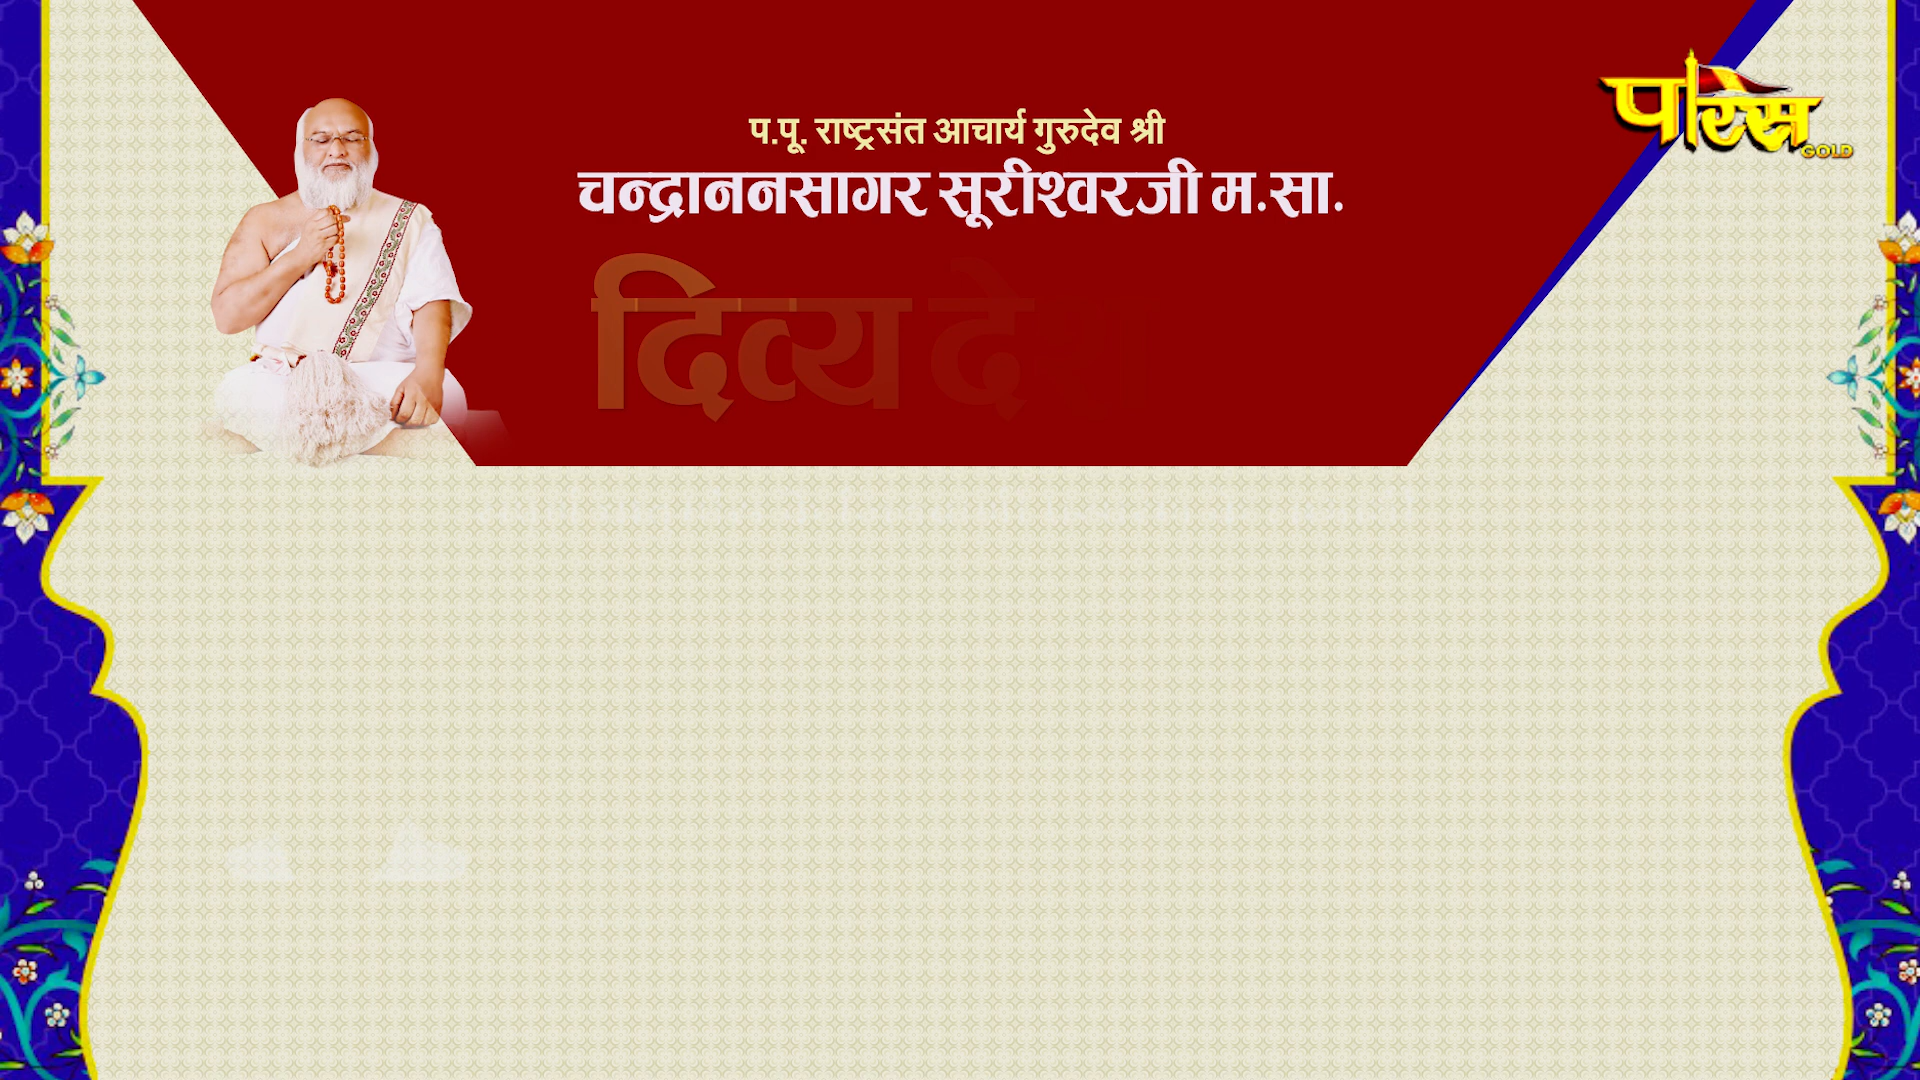 प.पू. राष्ट्रसंत आचार्य गुरुदेव श्री
चन्द्राननसागर सूरीश्वरजी म.सा.
दिव्य
पारस
GOLD